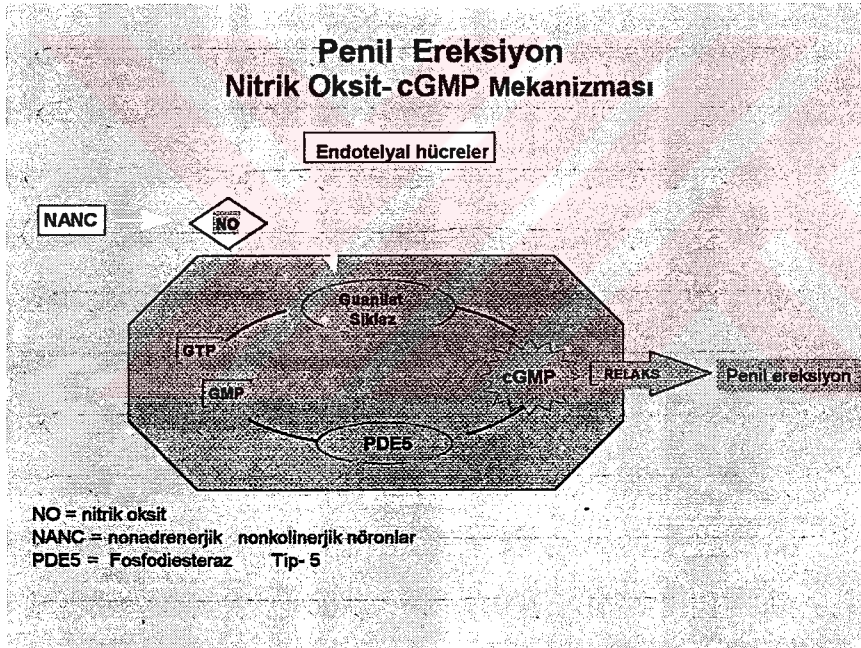 Penil Ereksiyon
Nitrik Oksit- cGMP Mekanizması
Endotelyal hücreler
NANC
NO
Guanilat
Siklaz
GTP
GMP
cGMP
RELAKS
Penil ereksiyon
PDE5
NO = nitrik oksit
NANC = nonadrenerjik nonkolinerjik nöronlar
PDE5 = Fosfodiesteraz Tip- 5